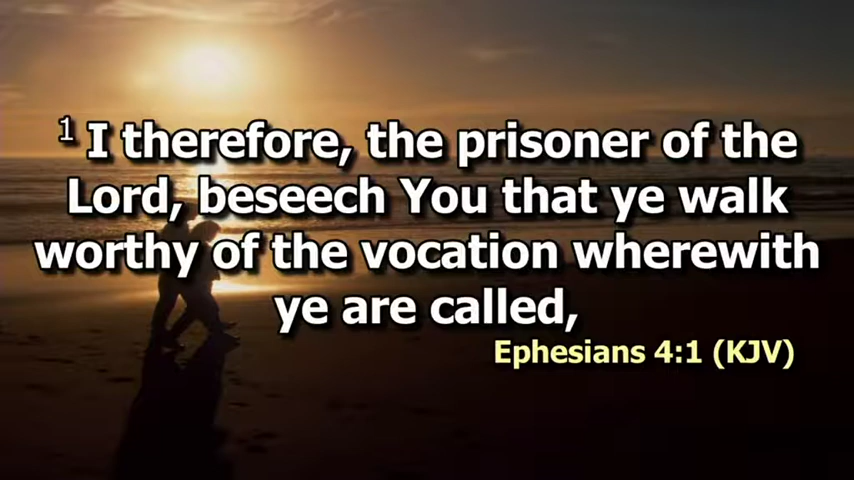 1 I therefore, the prisoner of the
Lord, beseech You that ye walk
worthy of the vocation wherewith
ye are called,
Ephesians 4:1 (KJV)